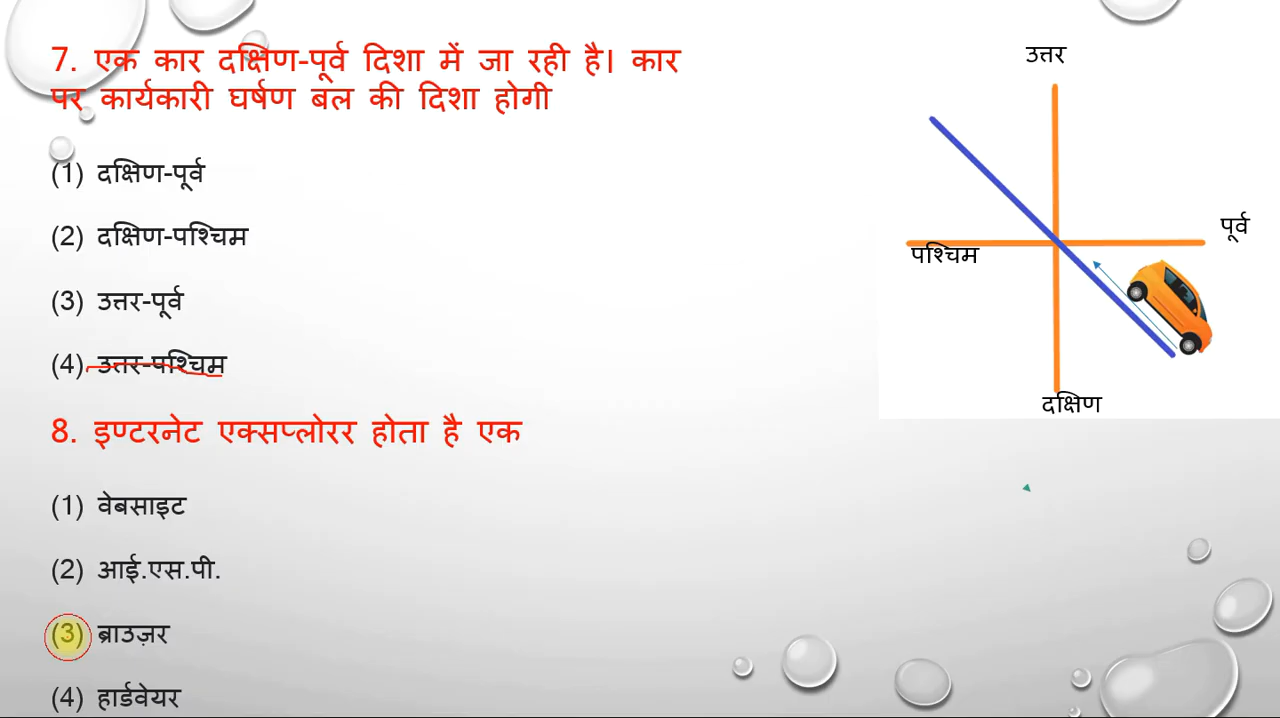 7. एक कार दक्षिण-पूर्व दिशा में जा रही है। कार
पर कार्यकारी घर्षण बल की दिशा होगी
(1) दक्षिण-पूर्व
(2) दक्षिण-पश्चिम
(3) उत्तर-पूर्व
(4) उत्तर-पश्चिम
8. इण्टरनेट एक्सप्लोरर होता है एक
(1) वेबसाइट
(2) आई.एस.पी.
(3) ब्राउज़र
(4) हार्डवेयर
उत्तर
पूर्व
पश्चिम
दक्षिण